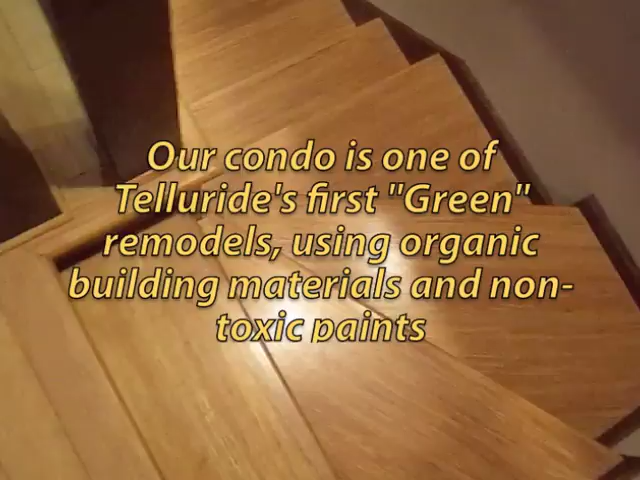 Our condo is one of
Telluride's first "Green"
remodels, using organic
building materials and non-
toxic paints